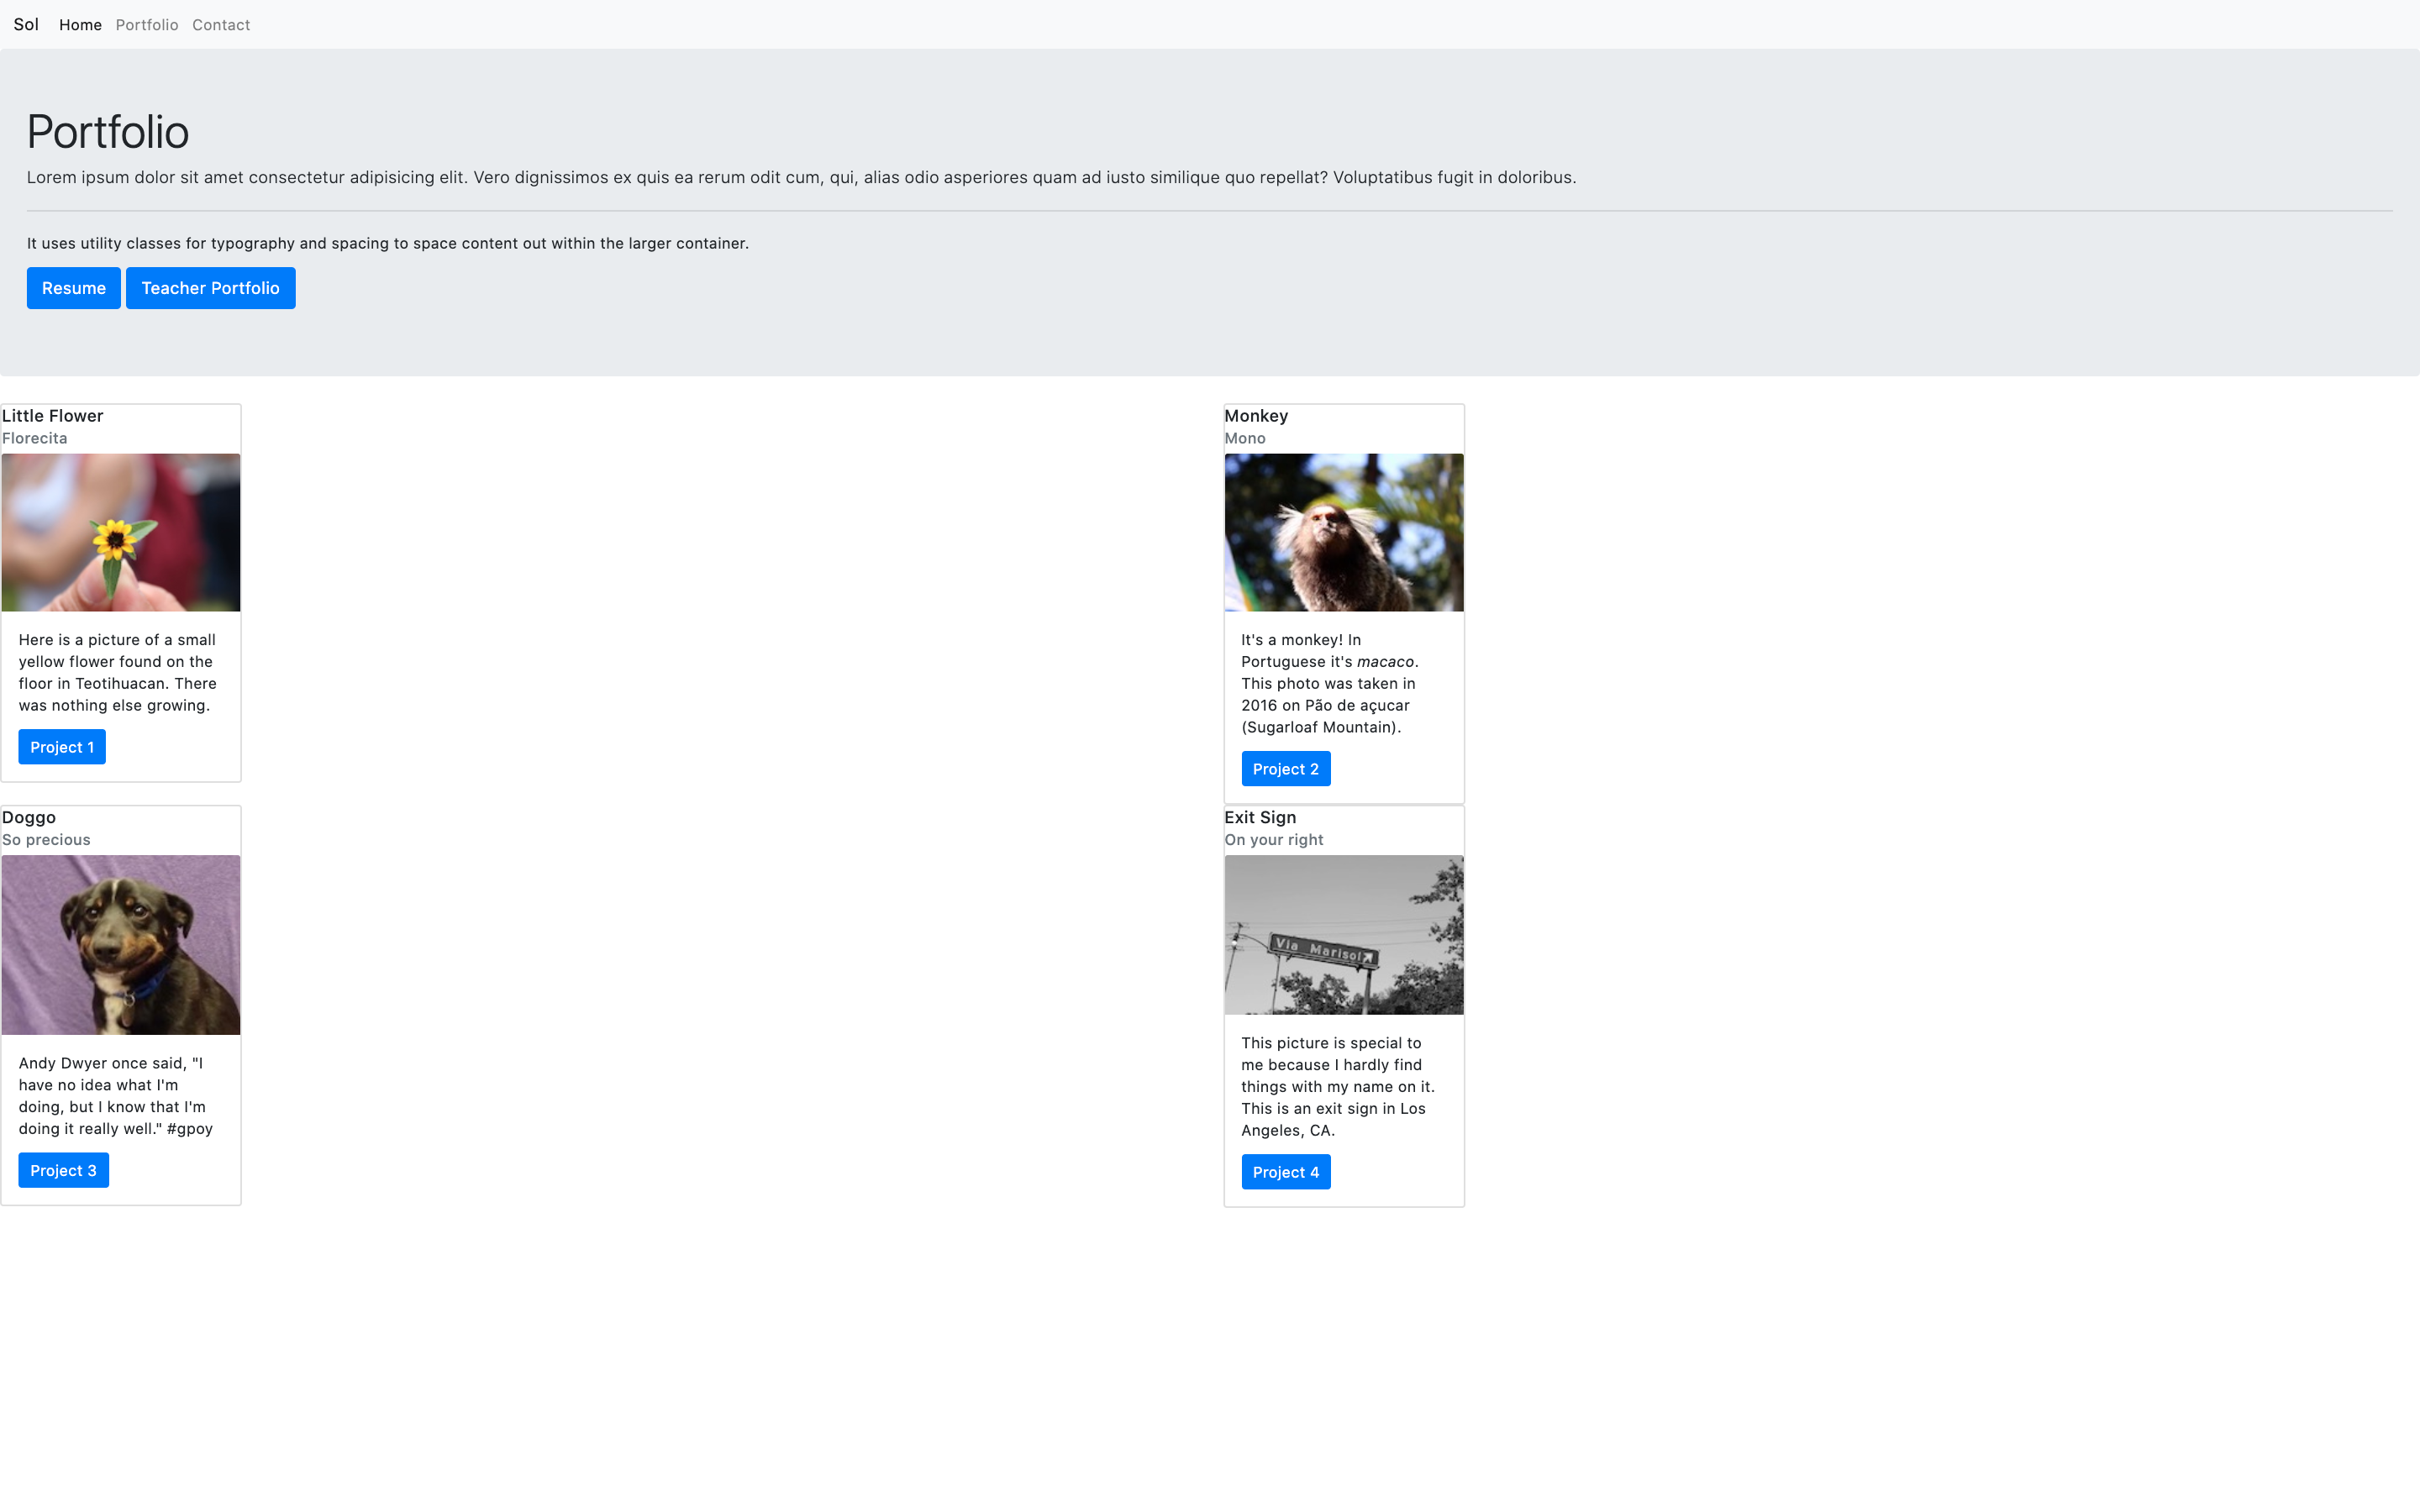 Sol Home Portfolio Contact
Portfolio
Lorem ipsum dolor sit amet consectetur adipisicing elit. Vero dignissimos ex quis ea rerum odit cum, qui, alias odio asperiores quam ad iusto similique quo repellat? Voluptatibus fugit in doloribus.
It uses utility classes for typography and spacing to space content out within the larger container.
Resume Teacher Portfolio
Little Flower
Florecita
Here is a picture of a small
yellow flower found on the
floor in Teotihuacan. There
was nothing else growing.
Project 1
Monkey
Mono
It's a monkey! In
Portuguese it's macaco.
This photo was taken in
2016 on Pão de açucar
(Sugarloaf Mountain).
Project 2
Doggo
So precious
Andy Dwyer once said, "I
have no idea what I'm
doing, but I know that I'm
doing it really well." #gpoy
Project 3
Exit Sign
On your right
Via Marisol
This picture is special to
me because I hardly find
things with my name on it.
This is an exit sign in Los
Angeles, CA.
Project 4